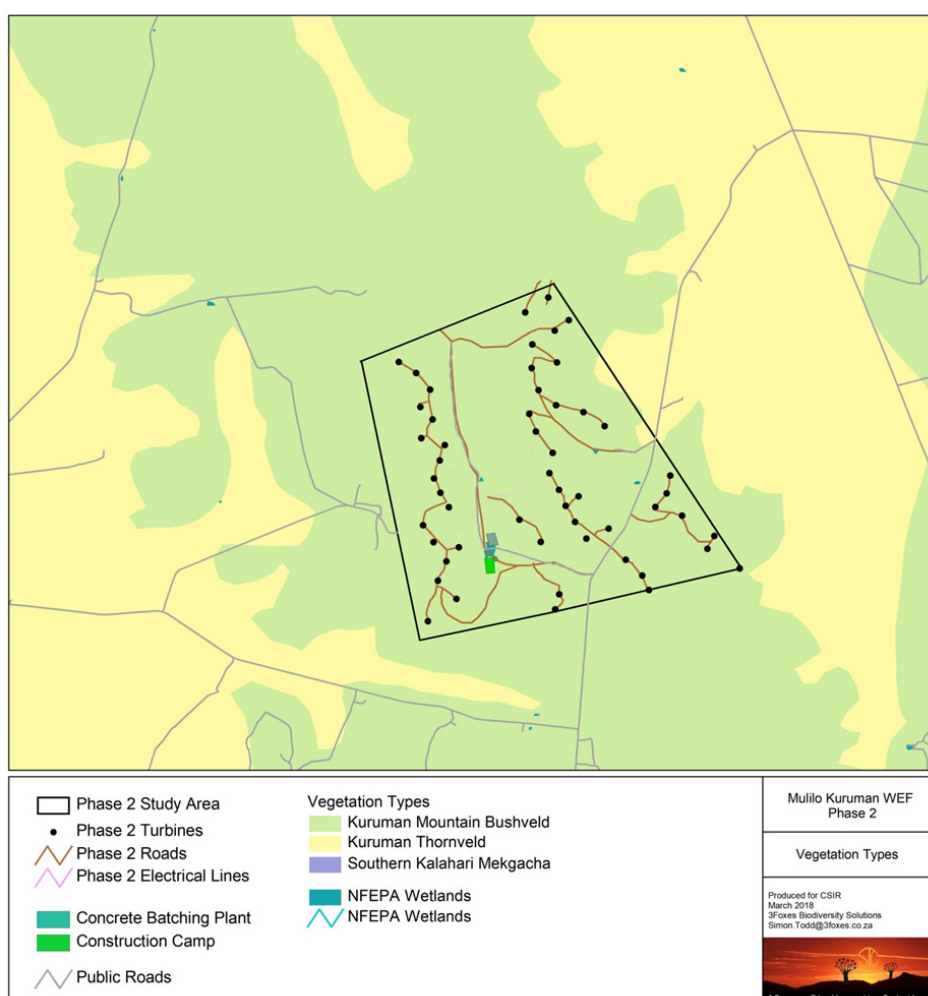 Phase 2 Study Area
Phase 2 Turbines
Phase 2 Roads
Phase 2 Electrical Lines
Concrete Batching Plant
Construction Camp
Public Roads
Vegetation Types
Kuruman Mountain Bushveld
Kuruman Thornveld
Southern Kalahari Mekgacha
NFEPA Wetlands
NFEPA Wetlands
Mulilo Kuruman WEF
Phase 2
Vegetation Types
Produced for CSIR
March 2018
3Foxes Biodiversity Solutions
Simon.Todd@3foxes.co.za